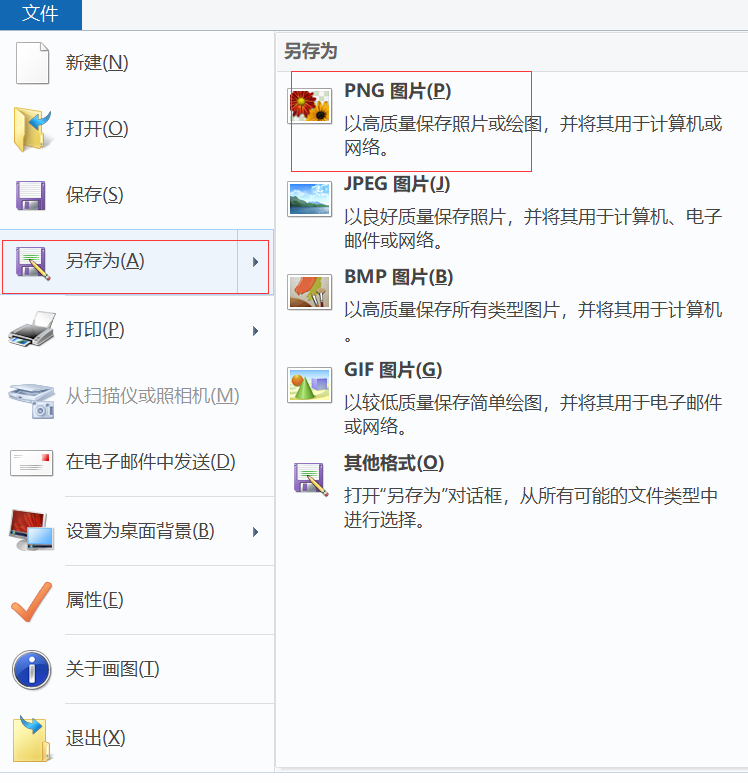 文件
新建(N)
打开(O)
保存(S)
另存为(A)
打印(P)
从扫描仪或照相机(M)
在电子邮件中发送(D)
设置为桌面背景(B)
属性(E)
关于画图(T)
退出(X)
另存为
PNG 图片(P)
以高质量保存照片或绘图，并将其用于计算机或
网络。
JPEG 图片(J)
以良好质量保存照片，并将其用于计算机、电子
邮件或网络。
BMP 图片(B)
以高质量保存所有类型图片，并将其用于计算机
。
GIF 图片(G)
以较低质量保存简单绘图，并将其用于电子邮件
或网络。
其他格式(O)
打开“另存为”对话框，从所有可能的文件类型中
进行选择。